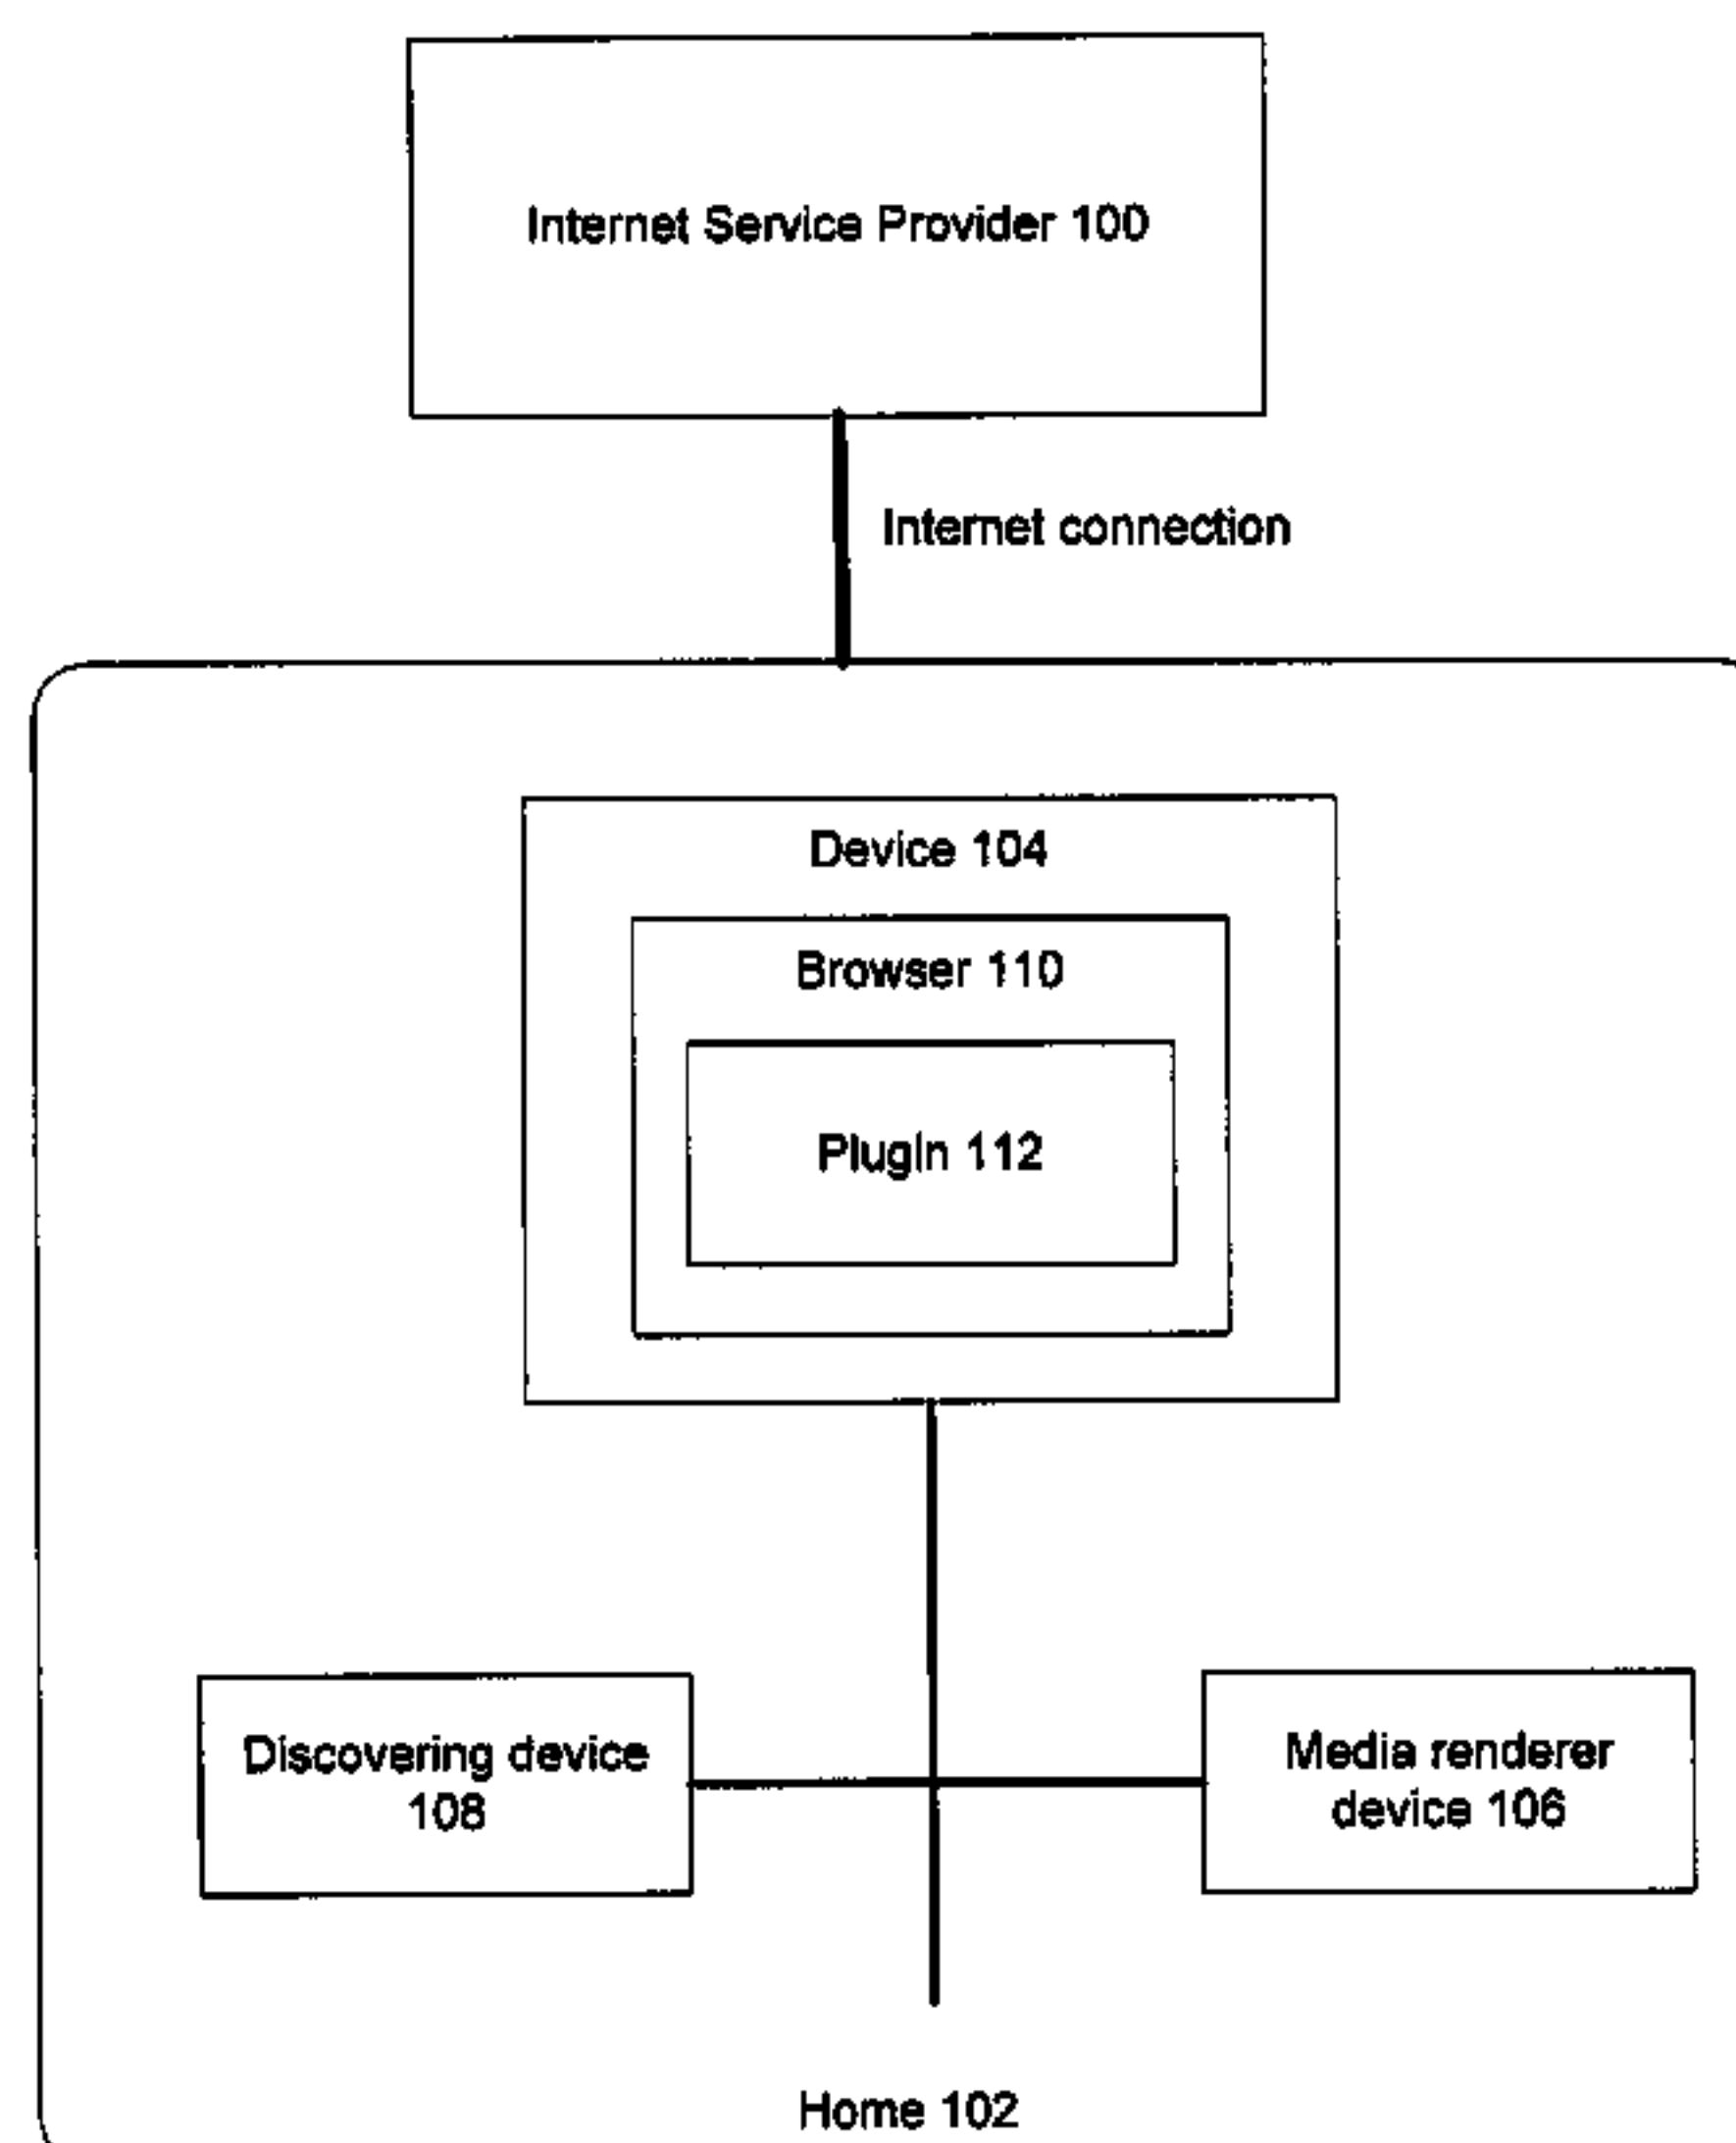 Internet Service Provider 100
Internet connection
Device 104
Browser 110
Plugin 112
Discovering device
108
Media renderer
device 106
Home 102